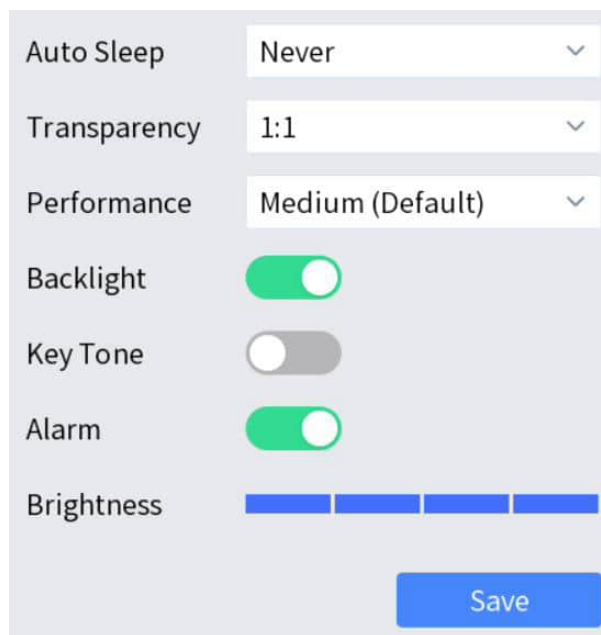 Auto Sleep Never
Transparency 1:1
Performance Medium (Default)
Backlight
Key Tone
Alarm
Brightness
Save